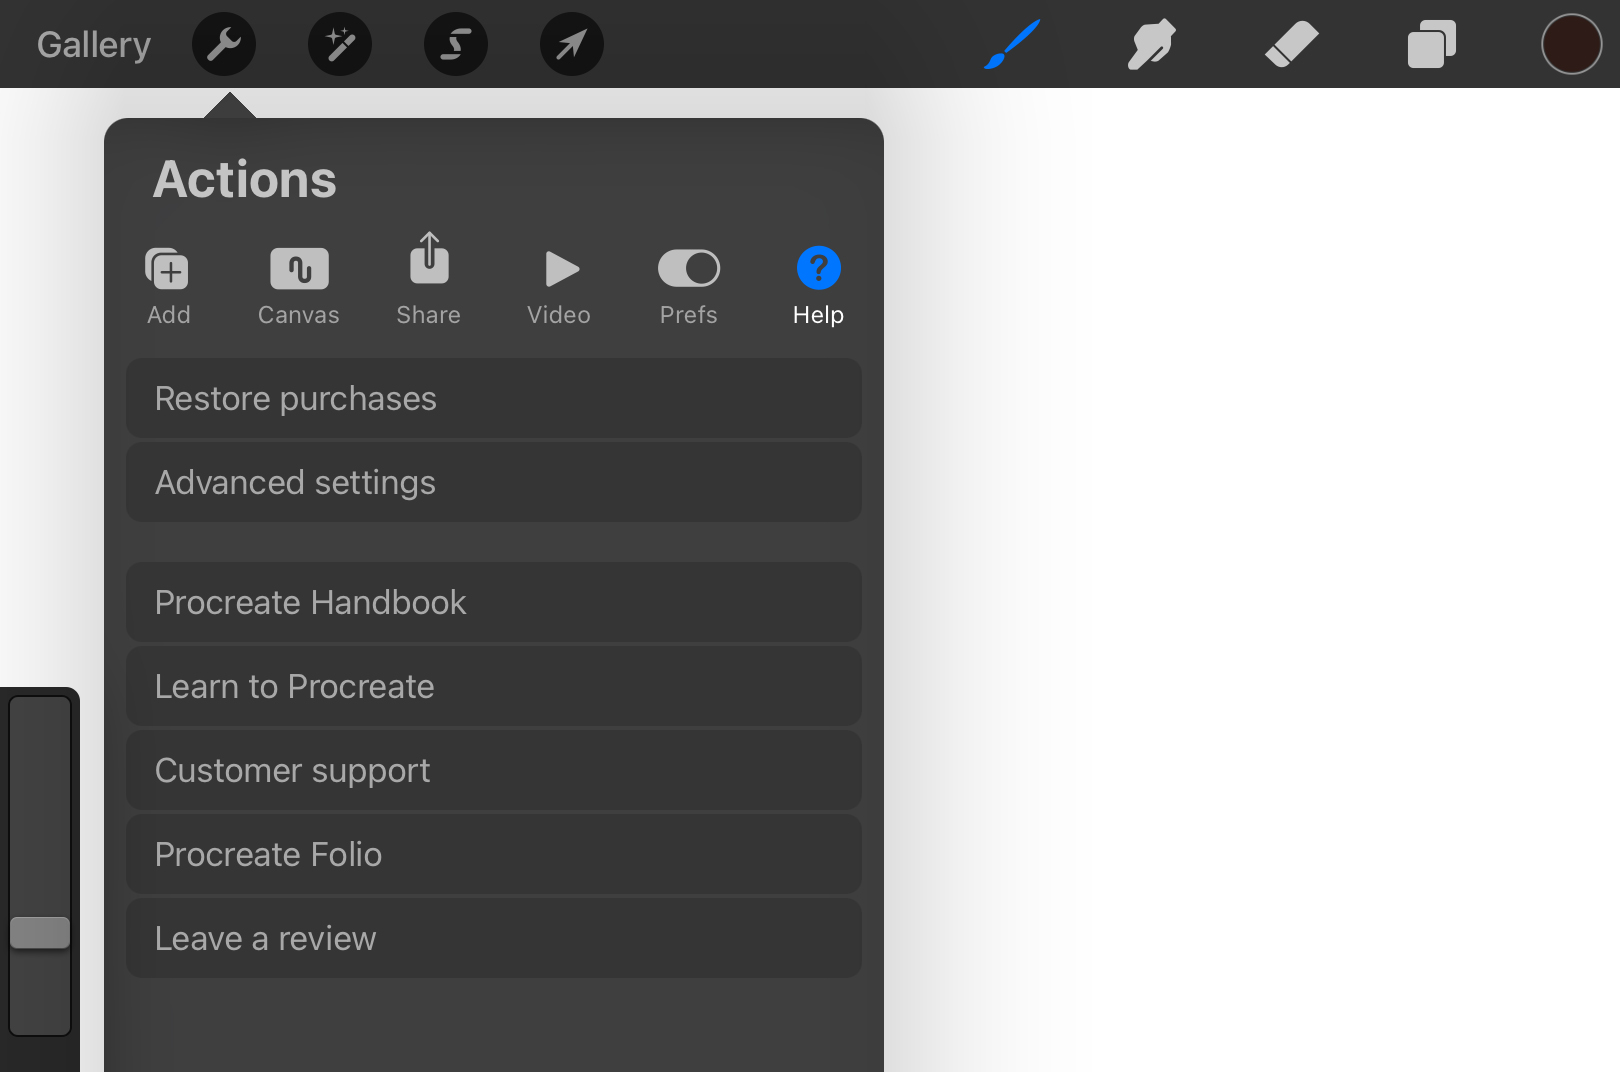 Gallery
Actions
Add Canvas Share Video Prefs Help
Restore purchases
Advanced settings
Procreate Handbook
Learn to Procreate
Customer support
Procreate Folio
Leave a review